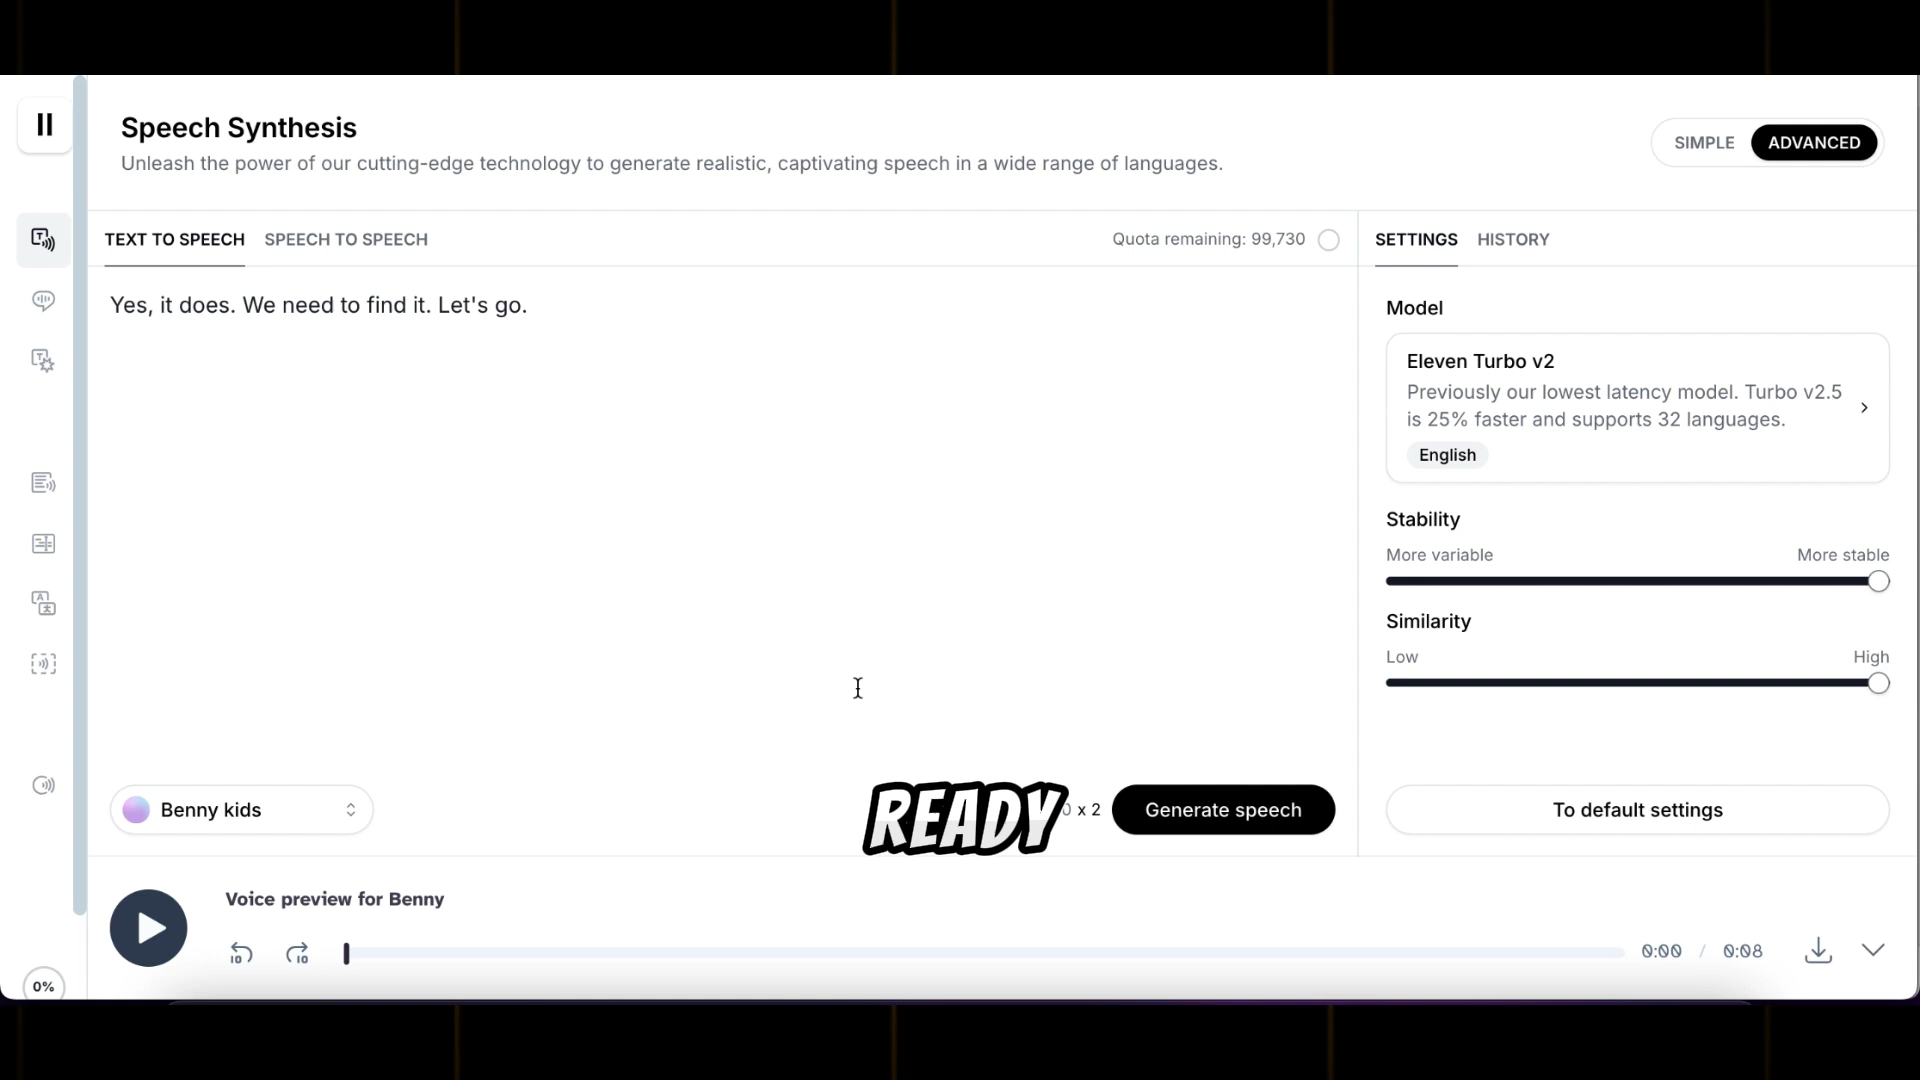 Speech Synthesis
Unleash the power of our cutting-edge technology to generate realistic, captivating speech in a wide range of languages.
SIMPLE ADVANCED
TEXT TO SPEECH SPEECH TO SPEECH Quota remaining: 99,730
SETTINGS HISTORY
Yes, it does. We need to find it. Let's go.
Model
Eleven Turbo v2
Previously our lowest latency model. Turbo v2.5
is 25% faster and supports 32 languages.
English
Stability
More variable More stable
Similarity
Low High
Benny kids
READY
x 2
Generate speech
To default settings
Voice preview for Benny
10 10
0:00 / 0:08
0%